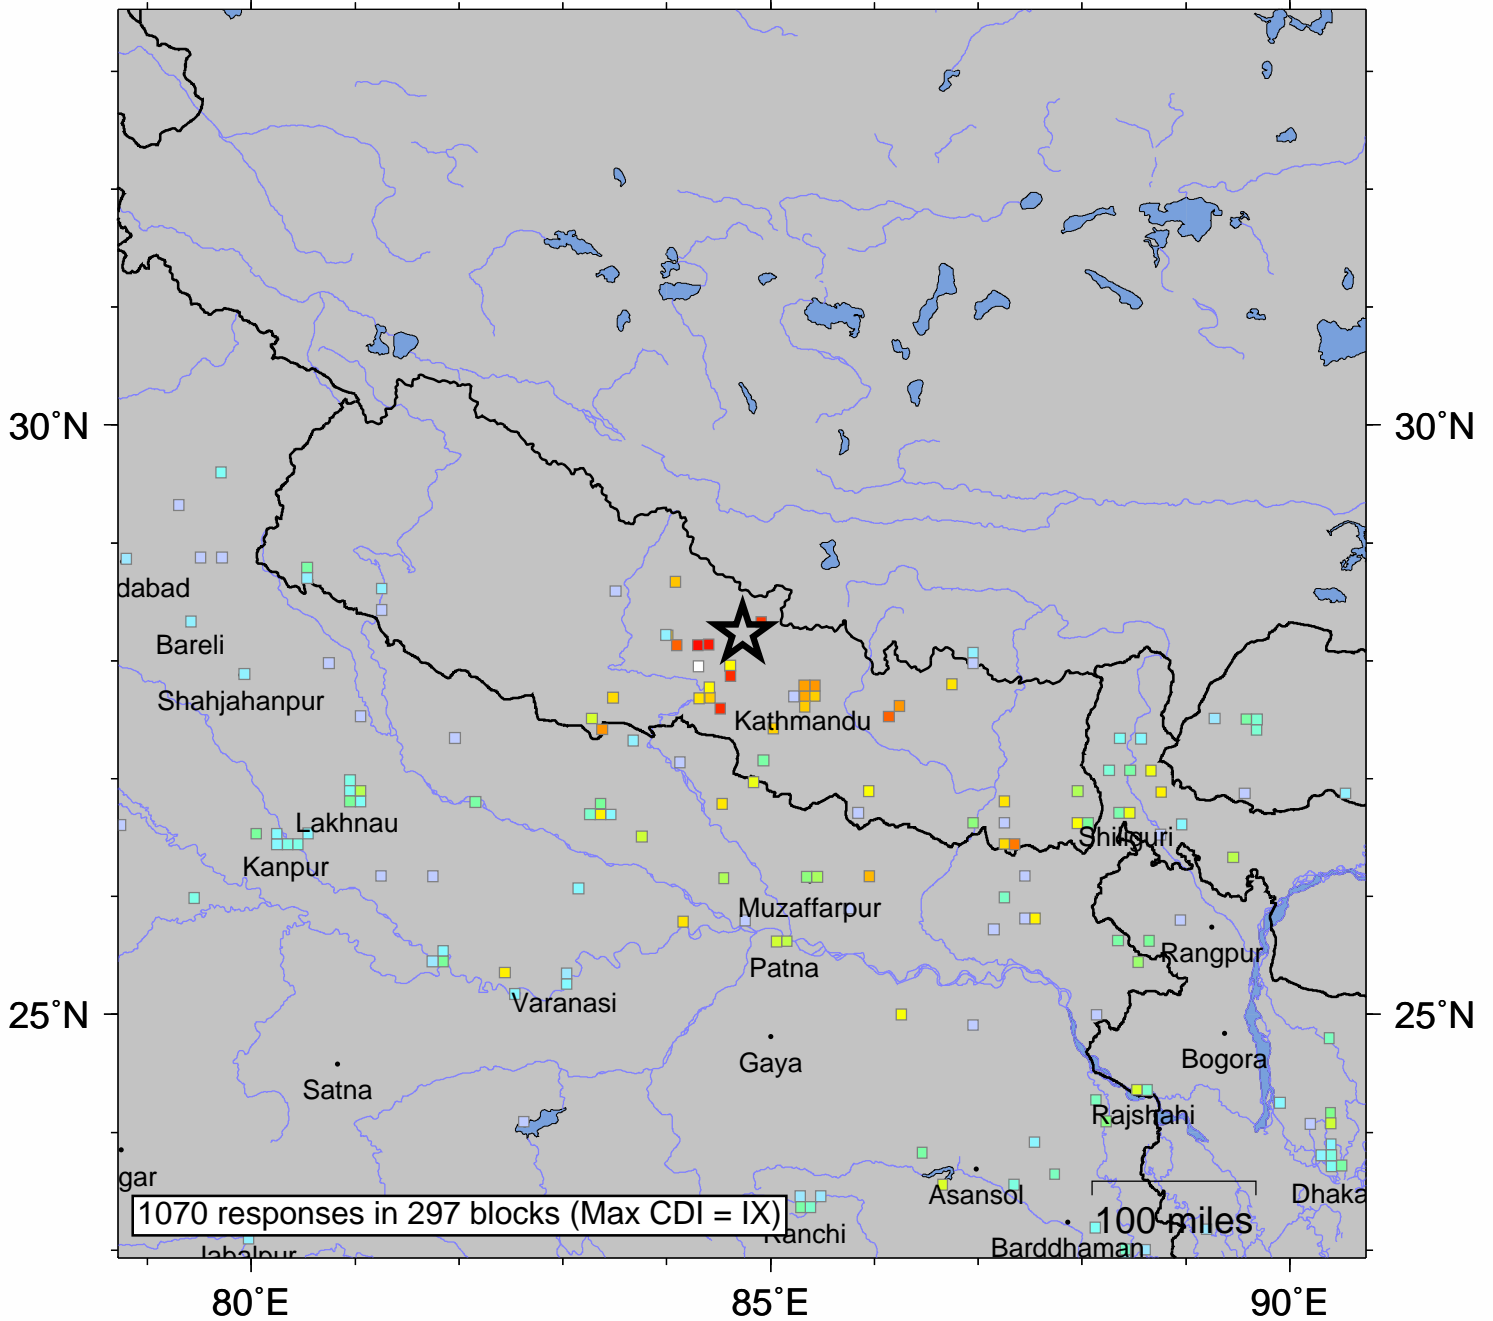 30°N
30°N
dabad
Bareli
Shahjahanpur
Kathmandu
Lakhnau
Shiliguri
Kanpur
Muzaffarpur
Rangpur
Patna
Varanasi
25°N
25°N
Gaya
Bogora
Satna
Rajshahi
gar
Asansol
Dhaka
1070 responses in 297 blocks (Max CDI = IX)
100 miles
Ranchi
Barddhaman
Jabalpur
80°E
85°E
90°E